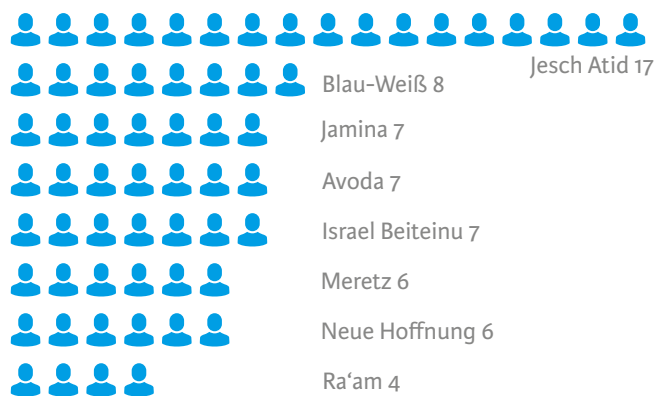 Jesch Atid 17
Blau-Weiß 8
Jamina 7
Avoda 7
Israel Beiteinu 7
Meretz 6
Neue Hoffnung 6
Ra‘am 4